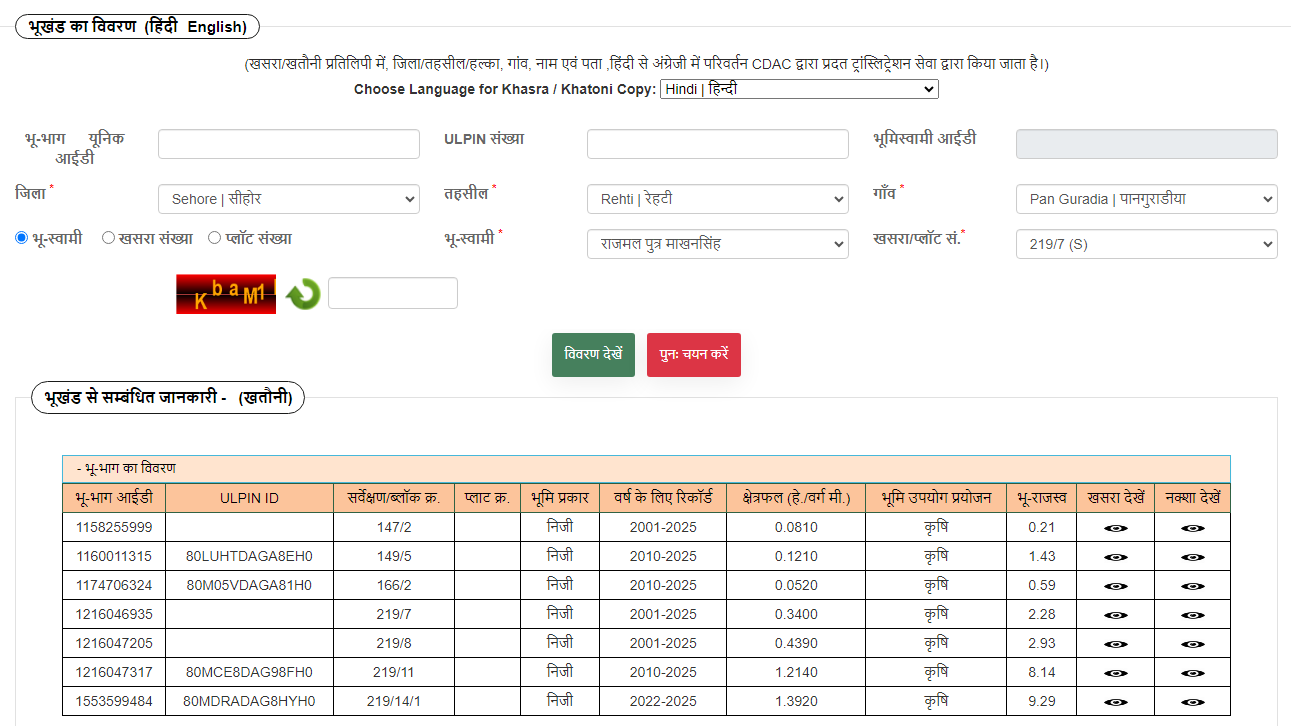 भूखंड का विवरण (हिंदी English)
(खसरा/खतौनी प्रतिलिपी में, जिला/तहसील/हल्का, गांव, नाम एवं पता ,हिंदी से अंग्रेजी में परिवर्तन CDAC द्वारा प्रदत ट्रांस्लिट्रेशन सेवा द्वारा किया जाता है।)
Choose Language for Khasra / Khatoni Copy: Hindi | हिन्दी
भू-भाग यूनिक आईडी ULPIN संख्या भूमिस्वामी आईडी
जिला * Sehore | सीहोर तहसील * Rehti | रेहटी गाँव * Pan Guradia | पानगुराडीया
भू-स्वामी खसरा संख्या प्लॉट संख्या भू-स्वामी * राजमल पुत्र माखनसिंह खसरा/प्लॉट सं.* 219/7 (S)
K b a M1
विवरण देखें पुनः चयन करें
भूखंड से सम्बंधित जानकारी - (खतौनी)
- भू-भाग का विवरण
भू-भाग आईडी ULPIN ID सर्वेक्षण/ब्लॉक क्र. प्लाट क्र. भूमि प्रकार वर्ष के लिए रिकॉर्ड क्षेत्रफल (हे./वर्ग मी.) भूमि उपयोग प्रयोजन भू-राजस्व खसरा देखें नक्शा देखें
1158255999 147/2 निजी 2001-2025 0.0810 कृषि 0.21
1160011315 80LUHTDAGA8EH0 149/5 निजी 2010-2025 0.1210 कृषि 1.43
1174706324 80M05VDAGA81H0 166/2 निजी 2010-2025 0.0520 कृषि 0.59
1216046935 219/7 निजी 2001-2025 0.3400 कृषि 2.28
1216047205 219/8 निजी 2001-2025 0.4390 कृषि 2.93
1216047317 80MCE8DAG98FH0 219/11 निजी 2010-2025 1.2140 कृषि 8.14
1553599484 80MDRADAG8HYH0 219/14/1 निजी 2022-2025 1.3920 कृषि 9.29